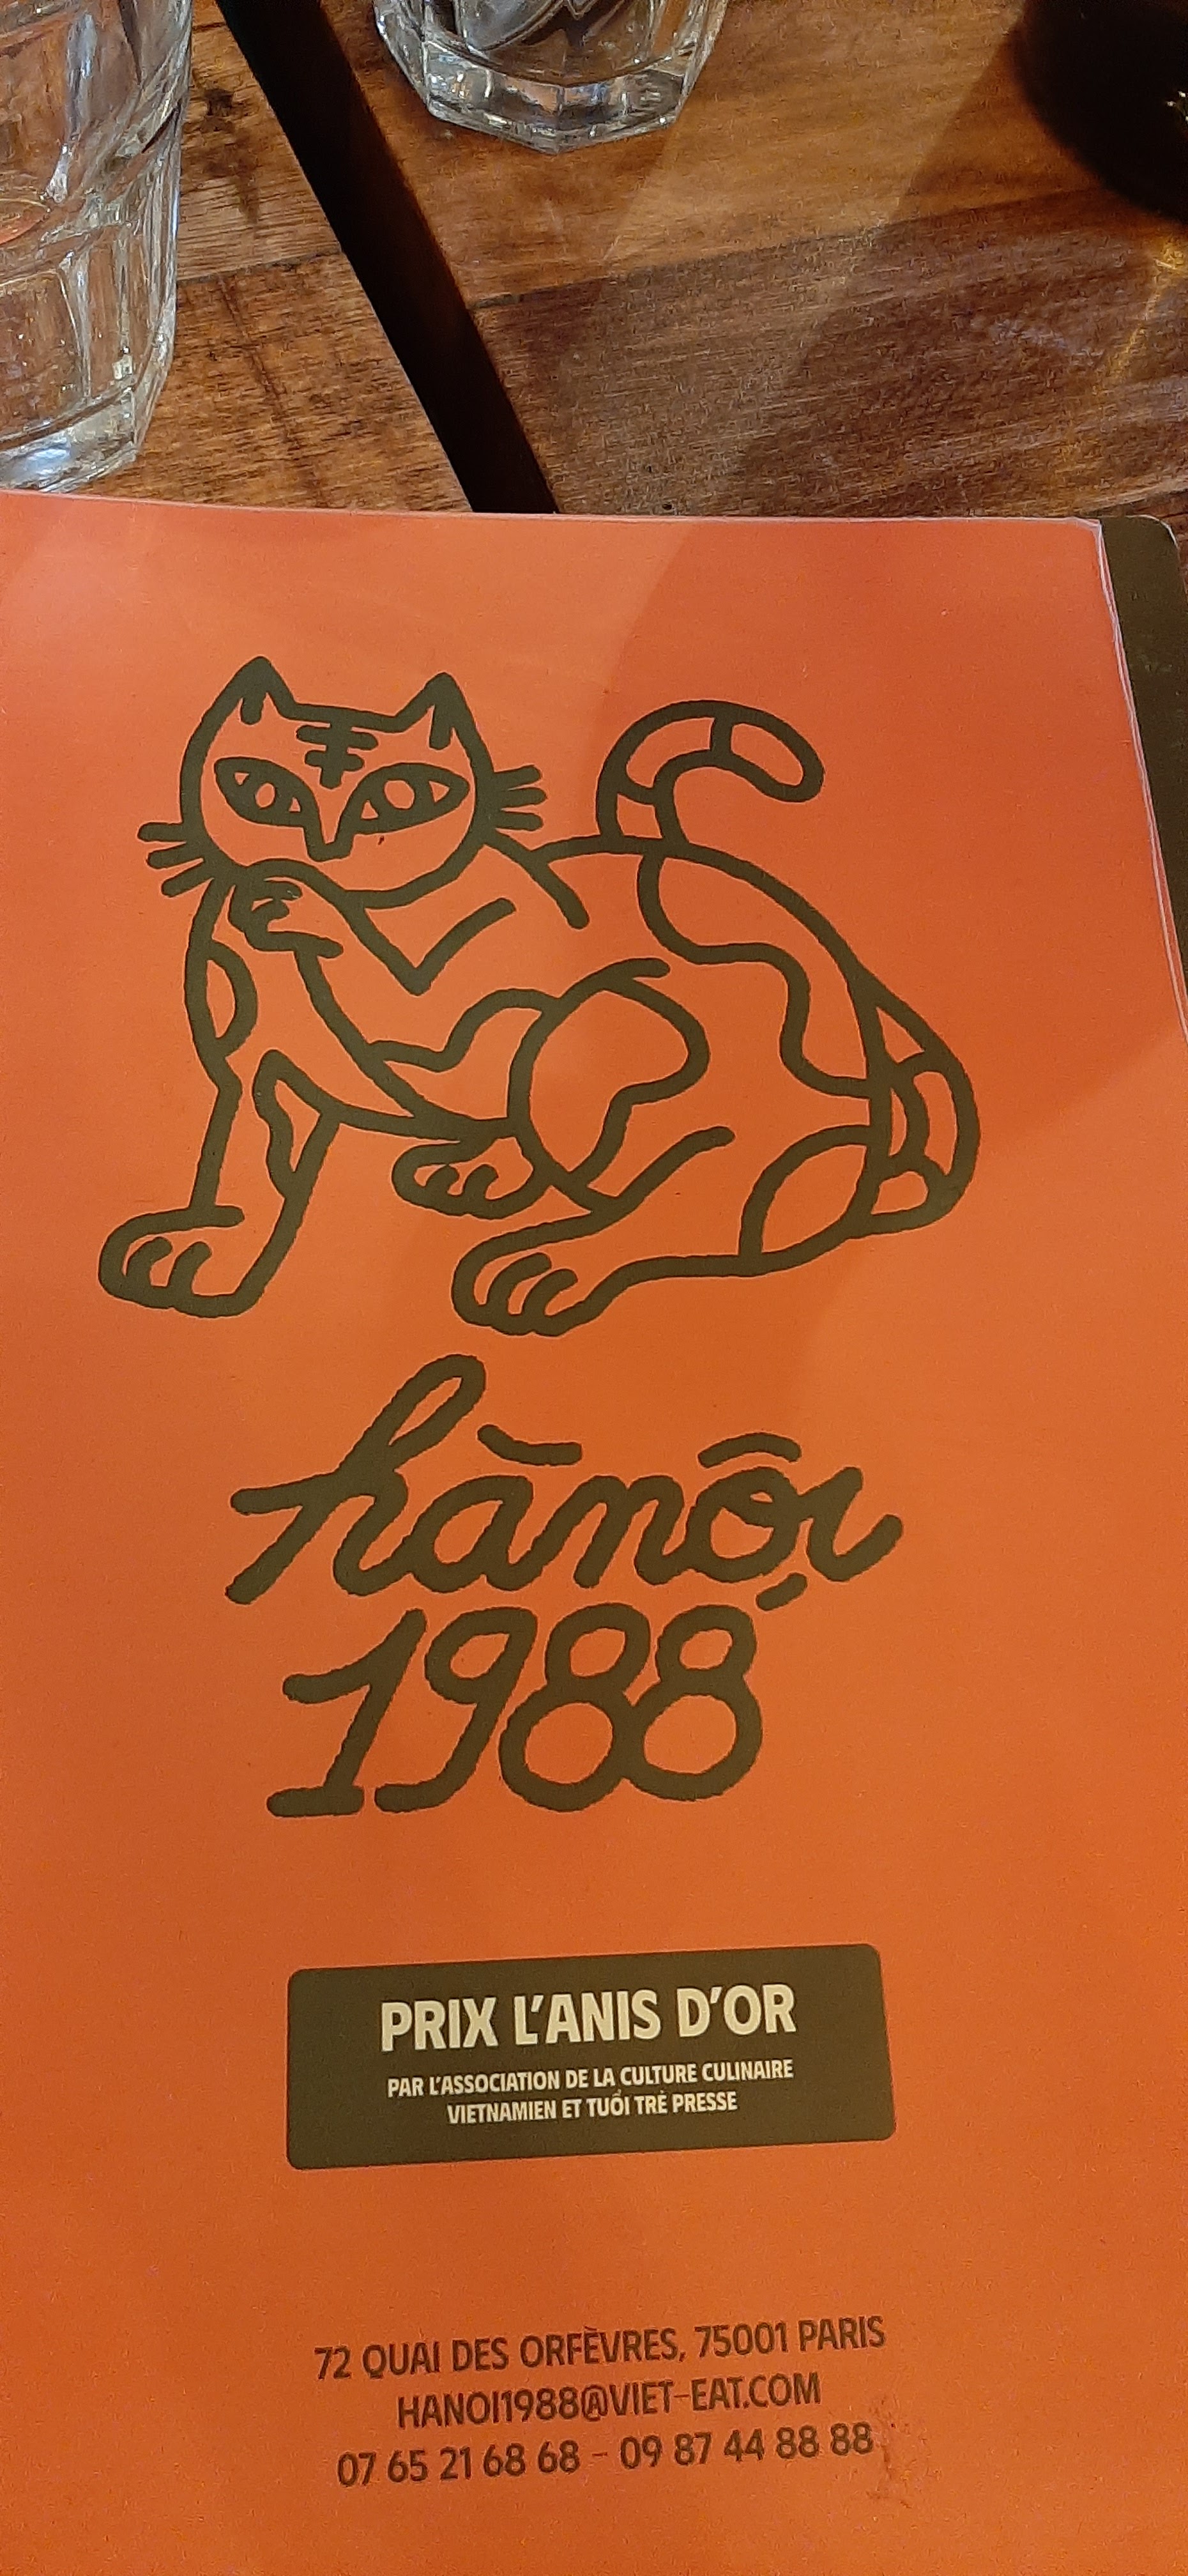 hànội
1988
PRIX L'ANIS D'OR
PAR L'ASSOCIATION DE LA CULTURE CULINAIRE
VIETNAMIEN ET TUỔI TRẺ PRESSE
72 QUAI DES ORFÈVRES, 75001 PARIS
HANOI1988@VIET-EAT.COM
07 65 21 68 68 - 09 87 44 88 88